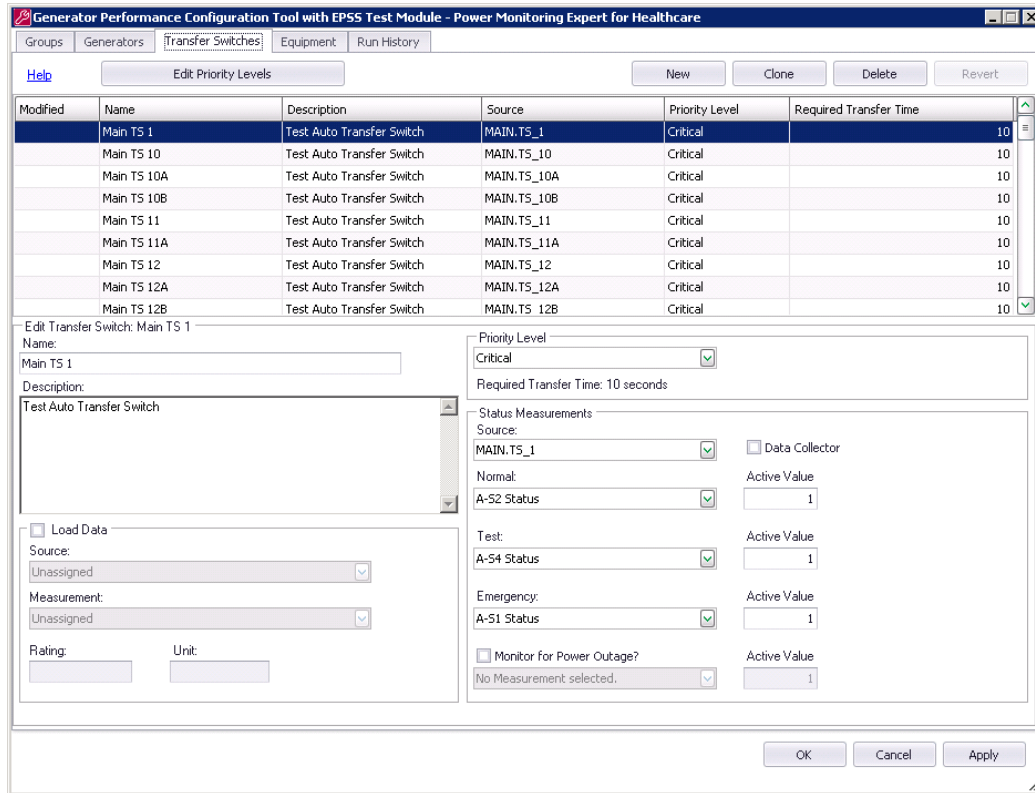 Generator Performance Configuration Tool with EPSS Test Module - Power Monitoring Expert for Healthcare
Groups Generators Transfer Switches Equipment Run History
Help Edit Priority Levels New Clone Delete Revert
Modified Name Description Source Priority Level Required Transfer Time
Main TS 1 Test Auto Transfer Switch MAIN.TS_1 Critical 10
Main TS 10 Test Auto Transfer Switch MAIN.TS_10 Critical 10
Main TS 10A Test Auto Transfer Switch MAIN.TS_10A Critical 10
Main TS 10B Test Auto Transfer Switch MAIN.TS_10B Critical 10
Main TS 11 Test Auto Transfer Switch MAIN.TS_11 Critical 10
Main TS 11A Test Auto Transfer Switch MAIN.TS_11A Critical 10
Main TS 12 Test Auto Transfer Switch MAIN.TS_12 Critical 10
Main TS 12A Test Auto Transfer Switch MAIN.TS_12A Critical 10
Main TS 12B Test Auto Transfer Switch MAIN.TS_12B Critical 10
Edit Transfer Switch: Main TS 1
Name:
Main TS 1
Description:
Test Auto Transfer Switch
Load Data
Source:
Unassigned
Measurement:
Unassigned
Rating: Unit:
Priority Level
Critical
Required Transfer Time: 10 seconds
Status Measurements
Source:
MAIN.TS_1 Data Collector
Normal: Active Value
A-S2 Status 1
Test: Active Value
A-S4 Status 1
Emergency: Active Value
A-S1 Status 1
Monitor for Power Outage? Active Value
No Measurement selected. 1
OK Cancel Apply